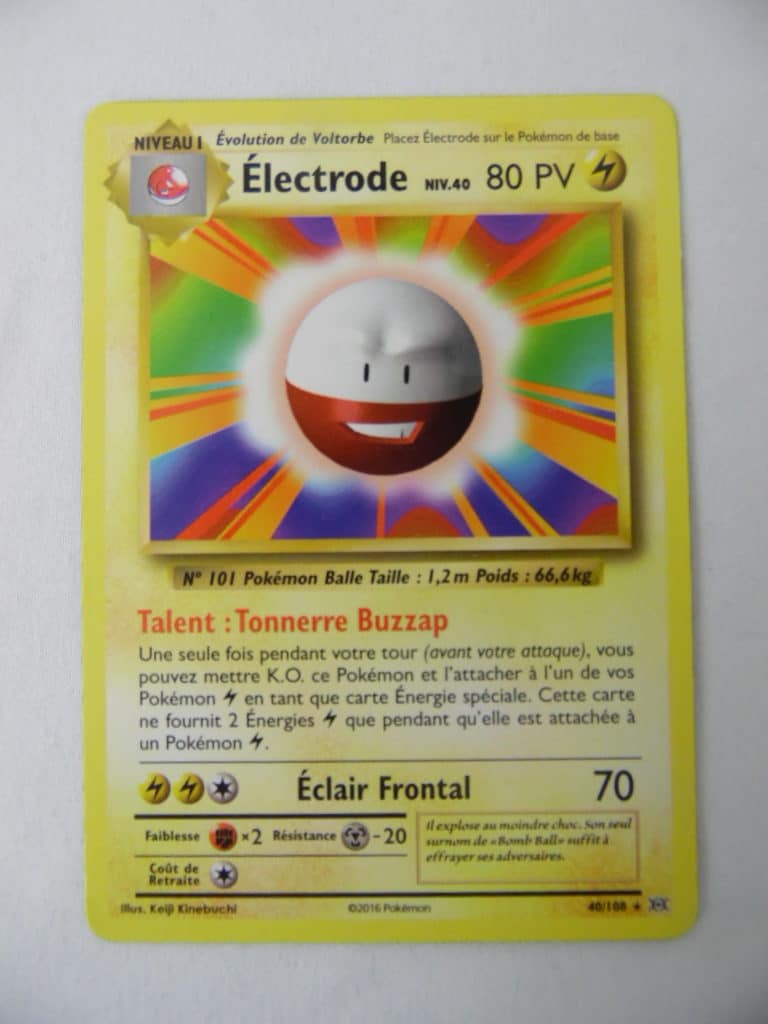 NIVEAU 1 Évolution de Voltorbe Placez Électrode sur le Pokémon de base
Électrode NIV.40 80 PV
N° 101 Pokémon Balle Taille : 1,2 m Poids : 66,6 kg
Talent : Tonnerre Buzzap
Une seule fois pendant votre tour (avant votre attaque), vous
pouvez mettre K.O. ce Pokémon et l'attacher à l'un de vos
Pokémon en tant que carte Énergie spéciale. Cette carte
ne fournit 2 Énergies que pendant qu'elle est attachée à
un Pokémon .
Éclair Frontal 70
Faiblesse ×2 Résistance -20
Coût de
Retraite
Il explose au moindre choc. Son seul
surnom de «Bomb Ball» suffit à
effrayer ses adversaires.
Illus. Keiji Kinebuchi ©2016 Pokémon 40/108 ★